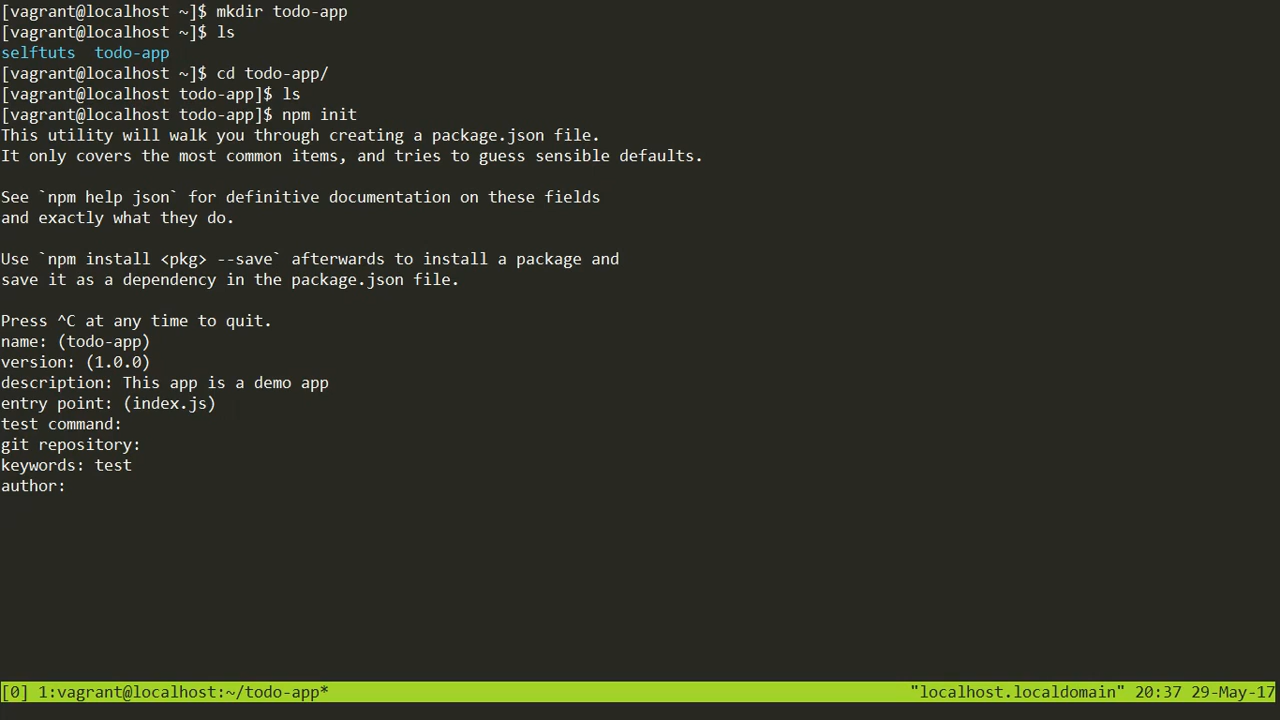 [vagrant@localhost ~]$ mkdir todo-app
[vagrant@localhost ~]$ ls
selftuts  todo-app
[vagrant@localhost ~]$ cd todo-app/
[vagrant@localhost todo-app]$ ls
[vagrant@localhost todo-app]$ npm init
This utility will walk you through creating a package.json file.
It only covers the most common items, and tries to guess sensible defaults.
See `npm help json` for definitive documentation on these fields
and exactly what they do.
Use `npm install <pkg> --save` afterwards to install a package and
save it as a dependency in the package.json file.
Press ^C at any time to quit.
name: (todo-app)
version: (1.0.0)
description: This app is a demo app
entry point: (index.js)
test command:
git repository:
keywords: test
author:
[0] 1:vagrant@localhost:~/todo-app* "localhost.localdomain" 20:37 29-May-17